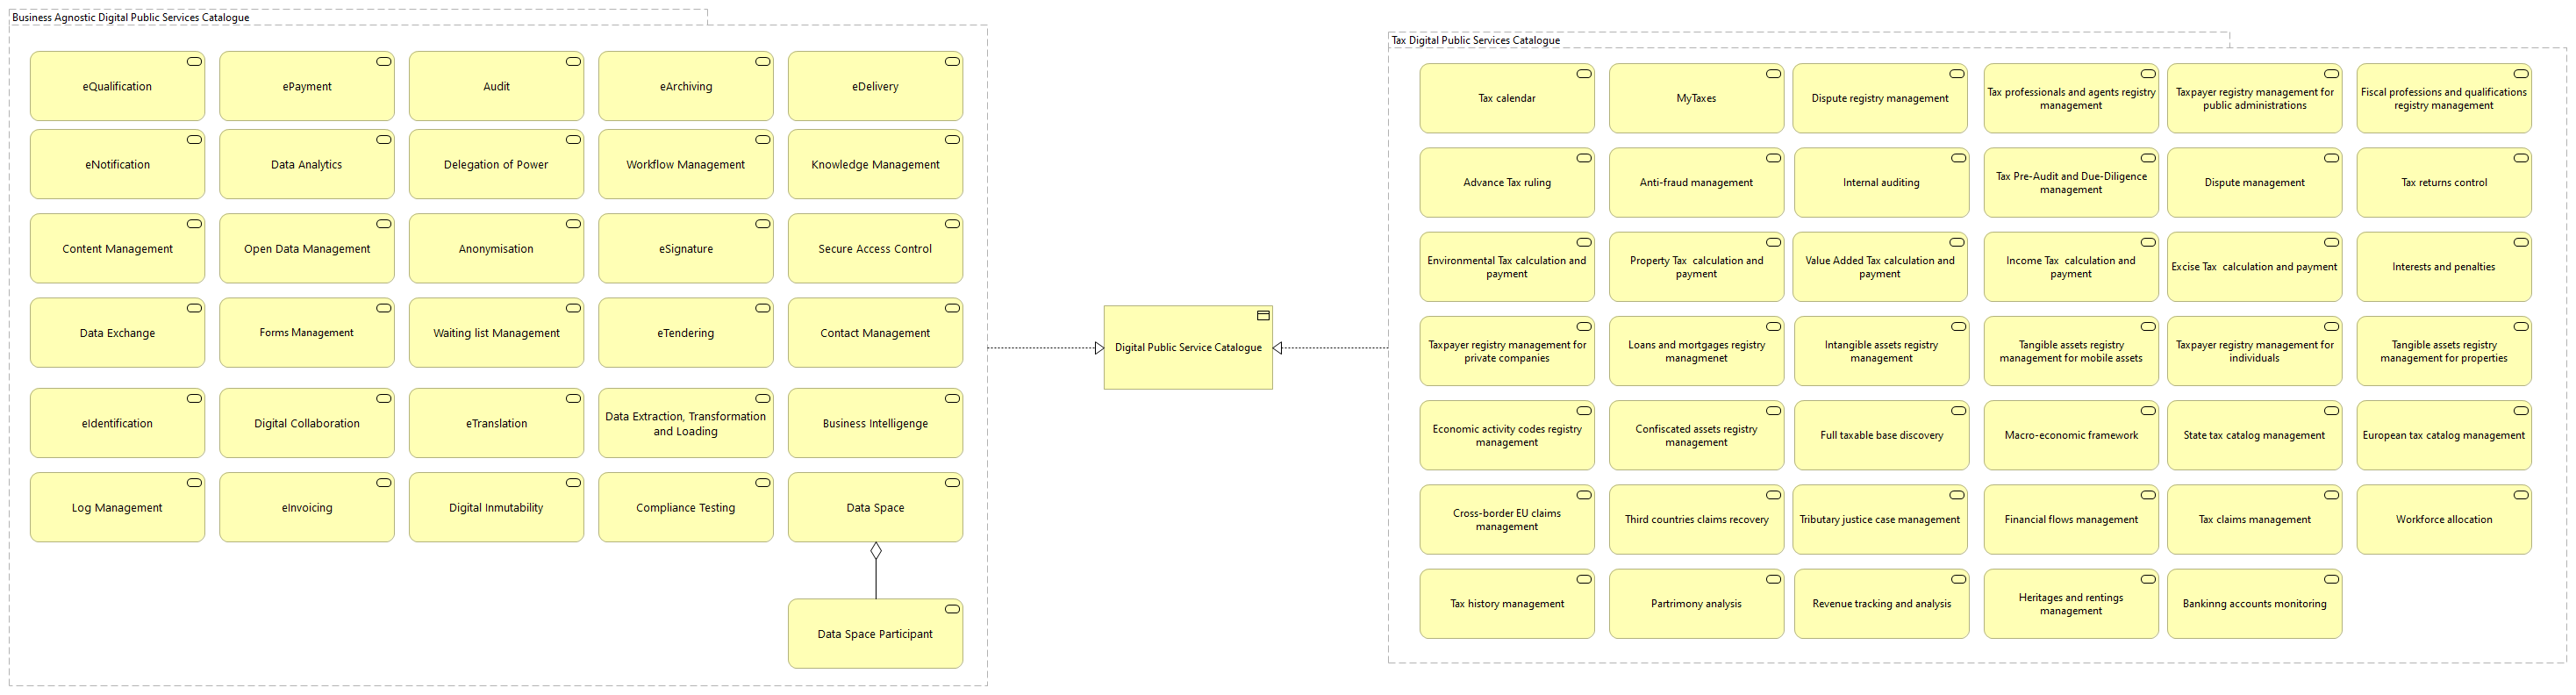 Business Agnostic Digital Public Services Catalogue
eQualification
ePayment
Audit
eArchiving
eDelivery
eNotification
Data Analytics
Delegation of Power
Workflow Management
Knowledge Management
Content Management
Open Data Management
Anonymisation
eSignature
Secure Access Control
Data Exchange
Forms Management
Waiting list Management
eTendering
Contact Management
eIdentification
Digital Collaboration
eTranslation
Data Extraction, Transformation
and Loading
Business Intelligenge
Log Management
eInvoicing
Digital Inmutability
Compliance Testing
Data Space
Data Space Participant
Digital Public Service Catalogue
Tax Digital Public Services Catalogue
Tax calendar
MyTaxes
Dispute registry management
Tax professionals and agents registry
management
Taxpayer registry management for
public administrations
Fiscal professions and qualifications
registry management
Advance Tax ruling
Anti-fraud management
Internal auditing
Tax Pre-Audit and Due-Diligence
management
Dispute management
Tax returns control
Environmental Tax calculation and
payment
Property Tax  calculation and
payment
Value Added Tax calculation and
payment
Income Tax  calculation and
payment
Excise Tax  calculation and payment
Interests and penalties
Taxpayer registry management for
private companies
Loans and mortgages registry
managmenet
Intangible assets registry
management
Tangible assets registry
management for mobile assets
Taxpayer registry management for
individuals
Tangible assets registry
management for properties
Economic activity codes registry
management
Confiscated assets registry
management
Full taxable base discovery
Macro-economic framework
State tax catalog management
European tax catalog management
Cross-border EU claims
management
Third countries claims recovery
Tributary justice case management
Financial flows management
Tax claims management
Workforce allocation
Tax history management
Partrimony analysis
Revenue tracking and analysis
Heritages and rentings
management
Bankinng accounts monitoring